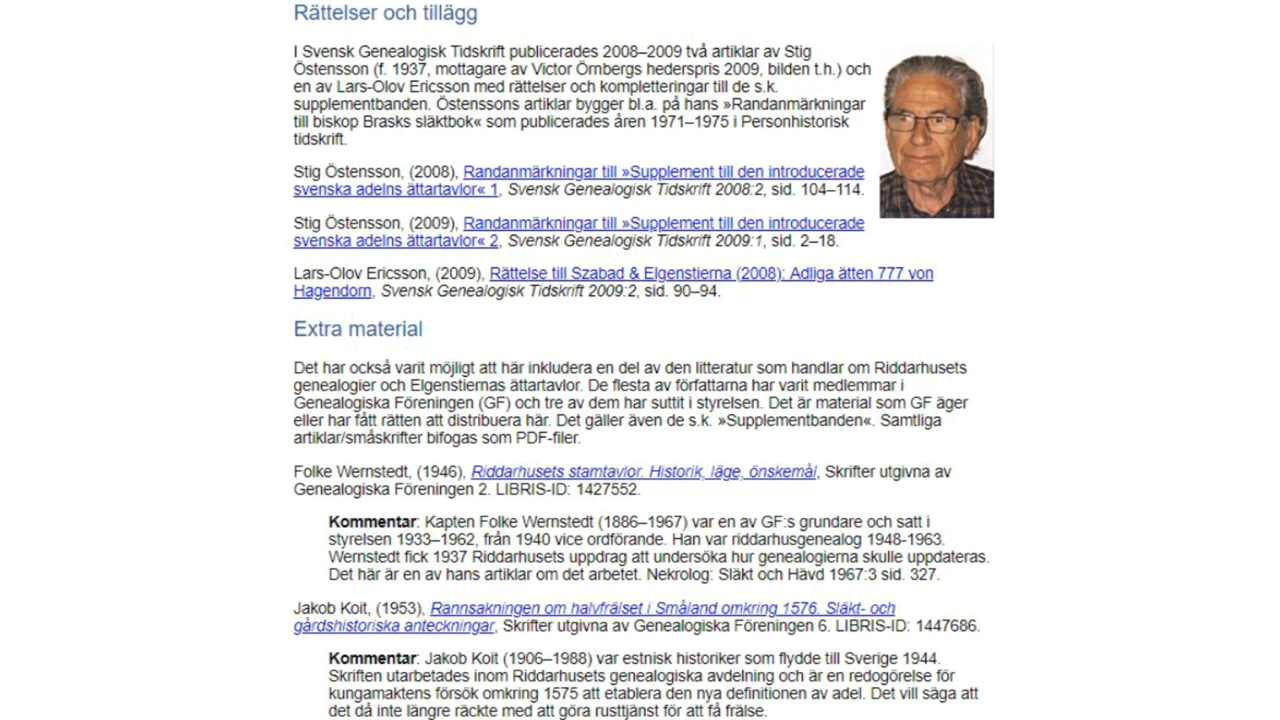 Rättelser och tillägg
I Svensk Genealogisk Tidskrift publicerades 2008–2009 två artiklar av Stig
Östensson (f. 1937, mottagare av Victor Örnbergs hederspris 2009, bilden t.h.) och
en av Lars-Olov Ericsson med rättelser och kompletteringar till de s.k.
supplementbanden. Östenssons artiklar bygger bl.a. på hans »Randanmärkningar
till biskop Brasks släktbok« som publicerades åren 1971–1975 i Personhistorisk
tidskrift.
Stig Östensson, (2008), Randanmärkningar till »Supplement till den introducerade
svenska adelns ättartavlor« 1, Svensk Genealogisk Tidskrift 2008:2, sid. 104–114.
Stig Östensson, (2009), Randanmärkningar till »Supplement till den introducerade
svenska adelns ättartavlor« 2, Svensk Genealogisk Tidskrift 2009:1, sid. 2–18.
Lars-Olov Ericsson, (2009), Rättelse till Szabad & Elgenstierna (2008): Adliga ätten 777 von
Hagendorn, Svensk Genealogisk Tidskrift 2009:2, sid. 90–94.
Extra material
Det har också varit möjligt att här inkludera en del av den litteratur som handlar om Riddarhusets
genealogier och Elgenstiernas ättartavlor. De flesta av författarna har varit medlemmar i
Genealogiska Föreningen (GF) och tre av dem har suttit i styrelsen. Det är material som GF äger
eller har fått rätten att distribuera här. Det gäller även de s.k. »Supplementbanden«. Samtliga
artiklar/småskrifter bifogas som PDF-filer.
Folke Wernstedt, (1946), Riddarhusets stamtavlor. Historik, läge, önskemål, Skrifter utgivna av
Genealogiska Föreningen 2. LIBRIS-ID: 1427552.
Kommentar: Kapten Folke Wernstedt (1886–1967) var en av GF:s grundare och satt i
styrelsen 1933–1962, från 1940 vice ordförande. Han var riddarhusgenealog 1948-1963.
Wernstedt fick 1937 Riddarhusets uppdrag att undersöka hur genealogierna skulle uppdateras.
Det här är en av hans artiklar om det arbetet. Nekrolog: Släkt och Hävd 1967:3 sid. 327.
Jakob Koit, (1953), Rannsakningen om halvfrälset i Småland omkring 1576. Släkt- och
gårdshistoriska anteckningar, Skrifter utgivna av Genealogiska Föreningen 6. LIBRIS-ID: 1447686.
Kommentar: Jakob Koit (1906–1988) var estnisk historiker som flydde till Sverige 1944.
Skriften utarbetades inom Riddarhusets genealogiska avdelning och är en redogörelse för
kungamaktens försök omkring 1575 att etablera den nya definitionen av adel. Det vill säga att
det då inte längre räckte med att göra rusttjänst för att få frälse.